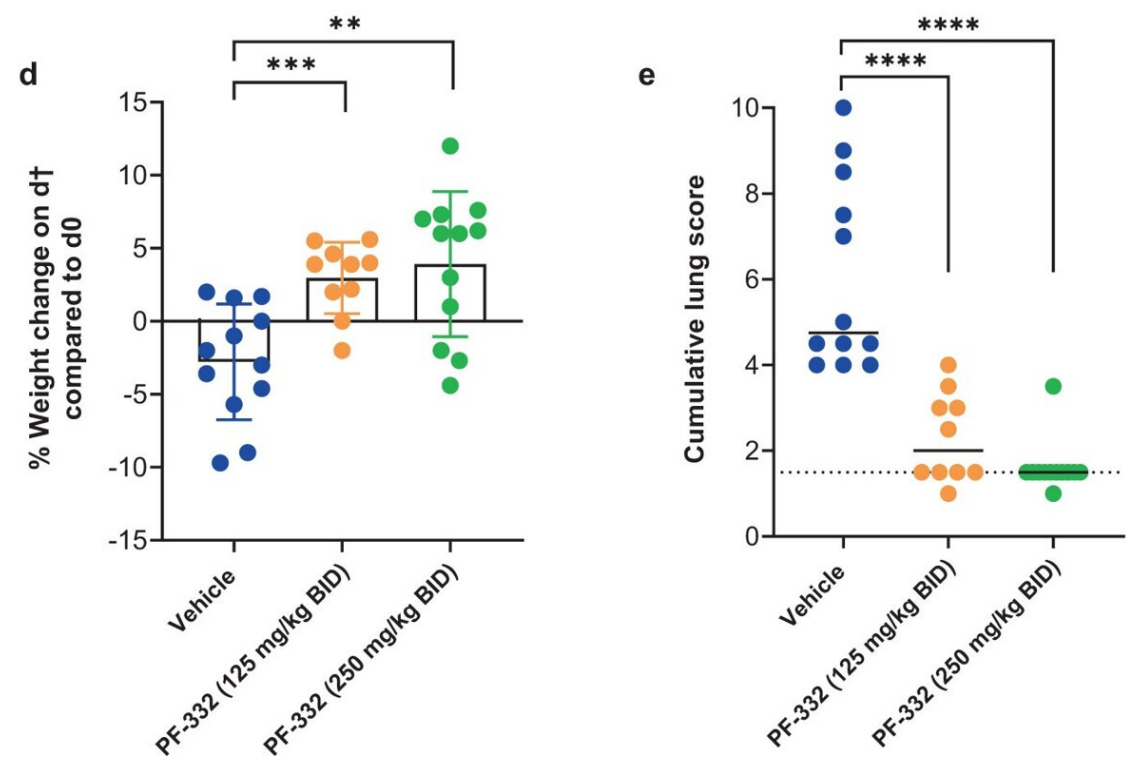 d
**
***
% Weight change on d†
compared to d0
15
10
5
0
-5
-10
-15
Vehicle
PF-332 (125 mg/kg BID)
PF-332 (250 mg/kg BID)
e
****
****
Cumulative lung score
10
8
6
4
2
0
Vehicle
PF-332 (125 mg/kg BID)
PF-332 (250 mg/kg BID)